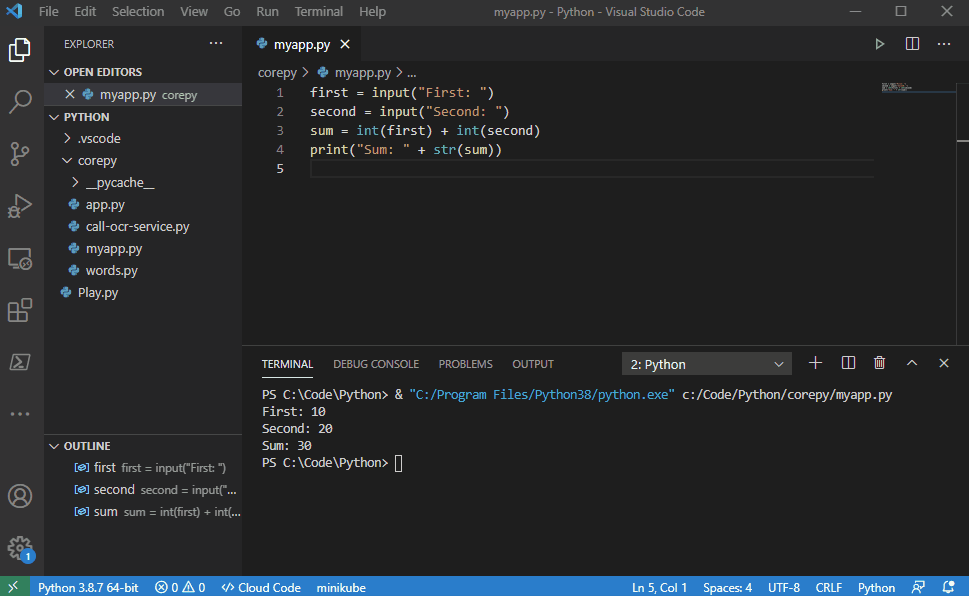 File Edit Selection View Go Run Terminal Help myapp.py - Python - Visual Studio Code
EXPLORER
OPEN EDITORS
myapp.py corepy
PYTHON
.vscode
corepy
__pycache__
app.py
call-ocr-service.py
myapp.py
words.py
Play.py
OUTLINE
first first = input("First: ")
second second = input("...
sum sum = int(first) + int(...
myapp.py
corepy > myapp.py > ...
1 first = input("First: ")
2 second = input("Second: ")
3 sum = int(first) + int(second)
4 print("Sum: " + str(sum))
5
TERMINAL DEBUG CONSOLE PROBLEMS OUTPUT 2: Python
PS C:\Code\Python> & "C:/Program Files/Python38/python.exe" c:/Code/Python/corepy/myapp.py
First: 10
Second: 20
Sum: 30
PS C:\Code\Python>
1
Python 3.8.7 64-bit 0 0 Cloud Code minikube Ln 5, Col 1 Spaces: 4 UTF-8 CRLF Python